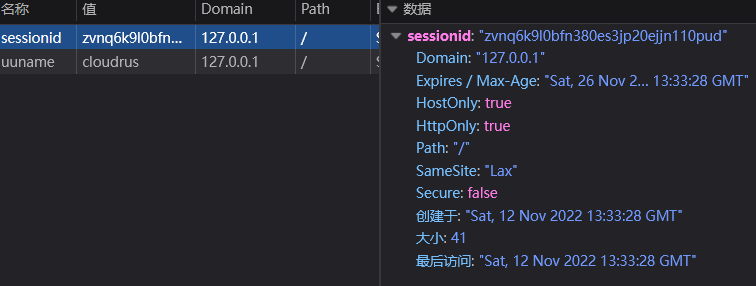 名称 值 Domain Path
sessionid zvnq6k9l0bfn... 127.0.0.1 /
uuname cloudrus 127.0.0.1 /
数据
sessionid: "zvnq6k9l0bfn380es3jp20ejjn110pud"
Domain: "127.0.0.1"
Expires / Max-Age: "Sat, 26 Nov 2... 13:33:28 GMT"
HostOnly: true
HttpOnly: true
Path: "/"
SameSite: "Lax"
Secure: false
创建于: "Sat, 12 Nov 2022 13:33:28 GMT"
大小: 41
最后访问: "Sat, 12 Nov 2022 13:33:28 GMT"